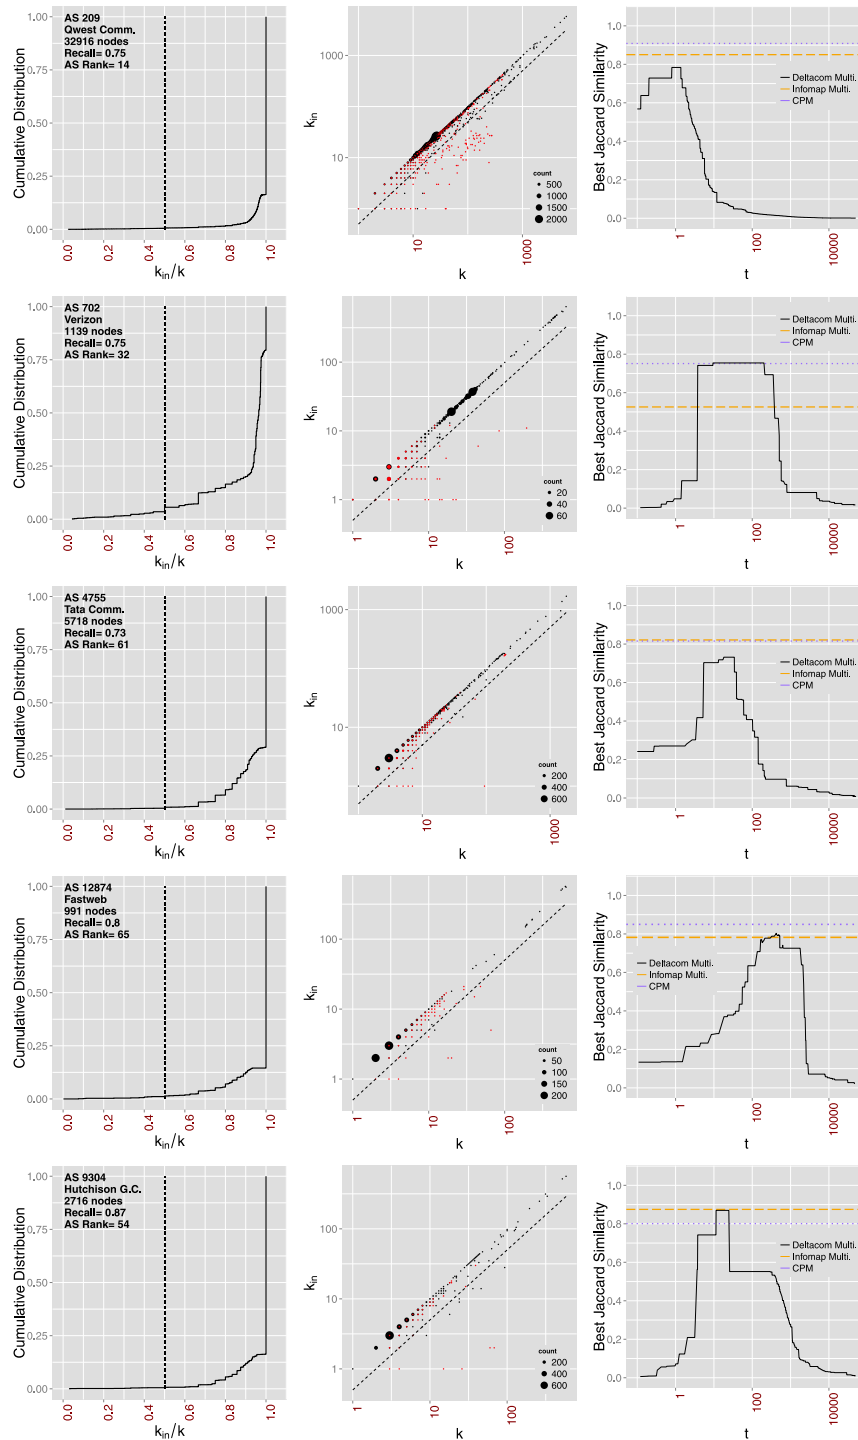 AS 209
Qwest Comm.
32916 nodes
Recall= 0.75
AS Rank= 14
Cumulative Distribution
1.00
0.75
0.50
0.25
0.00
0.0
0.2
0.4
0.6
0.8
1.0
kin/k
kin
1000
10
10
1000
k
count
500
1000
1500
2000
Best Jaccard Similarity
1.0
0.8
0.6
0.4
0.2
0.0
1
100
10000
t
Deltacom Multi.
Infomap Multi.
CPM
AS 702
Verizon
1139 nodes
Recall= 0.75
AS Rank= 32
Cumulative Distribution
1.00
0.75
0.50
0.25
0.00
0.0
0.2
0.4
0.6
0.8
1.0
kin/k
kin
100
10
1
1
10
100
k
count
20
40
60
Best Jaccard Similarity
1.0
0.8
0.6
0.4
0.2
0.0
1
100
10000
t
Deltacom Multi.
Infomap Multi.
CPM
AS 4755
Tata Comm.
5718 nodes
Recall= 0.73
AS Rank= 61
Cumulative Distribution
1.00
0.75
0.50
0.25
0.00
0.0
0.2
0.4
0.6
0.8
1.0
kin/k
kin
1000
10
10
1000
k
count
200
400
600
Best Jaccard Similarity
1.0
0.8
0.6
0.4
0.2
0.0
1
100
10000
t
Deltacom Multi.
Infomap Multi.
CPM
AS 12874
Fastweb
991 nodes
Recall= 0.8
AS Rank= 65
Cumulative Distribution
1.00
0.75
0.50
0.25
0.00
0.0
0.2
0.4
0.6
0.8
1.0
kin/k
kin
100
10
1
1
10
100
k
count
50
100
150
200
Best Jaccard Similarity
1.0
0.8
0.6
0.4
0.2
0.0
1
100
10000
t
Deltacom Multi.
Infomap Multi.
CPM
AS 9304
Hutchison G.C.
2716 nodes
Recall= 0.87
AS Rank= 54
Cumulative Distribution
1.00
0.75
0.50
0.25
0.00
0.0
0.2
0.4
0.6
0.8
1.0
kin/k
kin
100
10
1
1
10
100
k
count
200
400
600
Best Jaccard Similarity
1.0
0.8
0.6
0.4
0.2
0.0
1
100
10000
t
Deltacom Multi.
Infomap Multi.
CPM